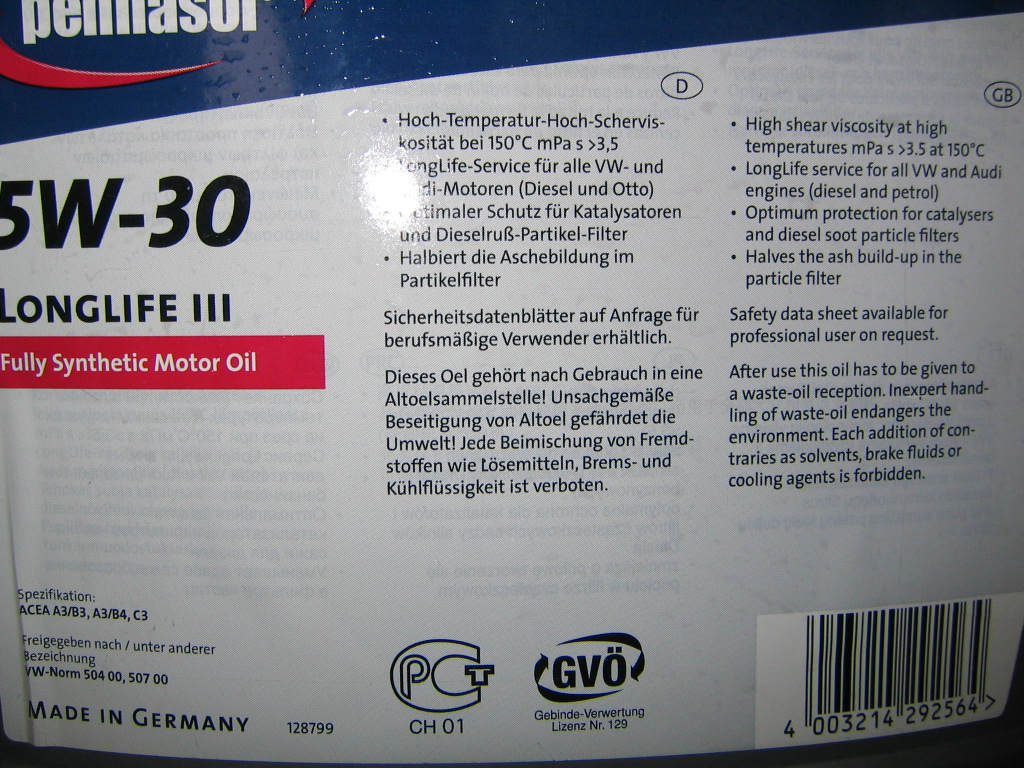 pennasol
5W-30
LONGLIFE III
Fully Synthetic Motor Oil
Spezifikation:
ACEA A3/B3, A3/B4, C3
Freigegeben nach / unter anderer
Bezeichnung
VW-Norm 504 00, 507 00
MADE IN GERMANY
128799
D
• Hoch-Temperatur-Hoch-Schervis-
kosität bei 150°C mPa s >3,5
LongLife-Service für alle VW- und
Audi-Motoren (Diesel und Otto)
Optimaler Schutz für Katalysatoren
und Dieselruß-Partikel-Filter
• Halbiert die Aschebildung im
Partikelfilter
Sicherheitsdatenblätter auf Anfrage für
berufsmäßige Verwender erhältlich.
Dieses Oel gehört nach Gebrauch in eine
Altoelsammelstelle! Unsachgemäße
Beseitigung von Altoel gefährdet die
Umwelt! Jede Beimischung von Fremd-
stoffen wie Lösemitteln, Brems- und
Kühlflüssigkeit ist verboten.
GB
• High shear viscosity at high
temperatures mPa s >3.5 at 150°C
• LongLife service for all VW and Audi
engines (diesel and petrol)
• Optimum protection for catalysers
and diesel soot particle filters
• Halves the ash build-up in the
particle filter
Safety data sheet available for
professional user on request.
After use this oil has to be given to
a waste-oil reception. Inexpert hand-
ling of waste-oil endangers the
environment. Each addition of con-
traries as solvents, brake fluids or
cooling agents is forbidden.
PCT
CH 01
GVÖ
Gebinde-Verwertung
Lizenz Nr. 129
4 003214 292564 >